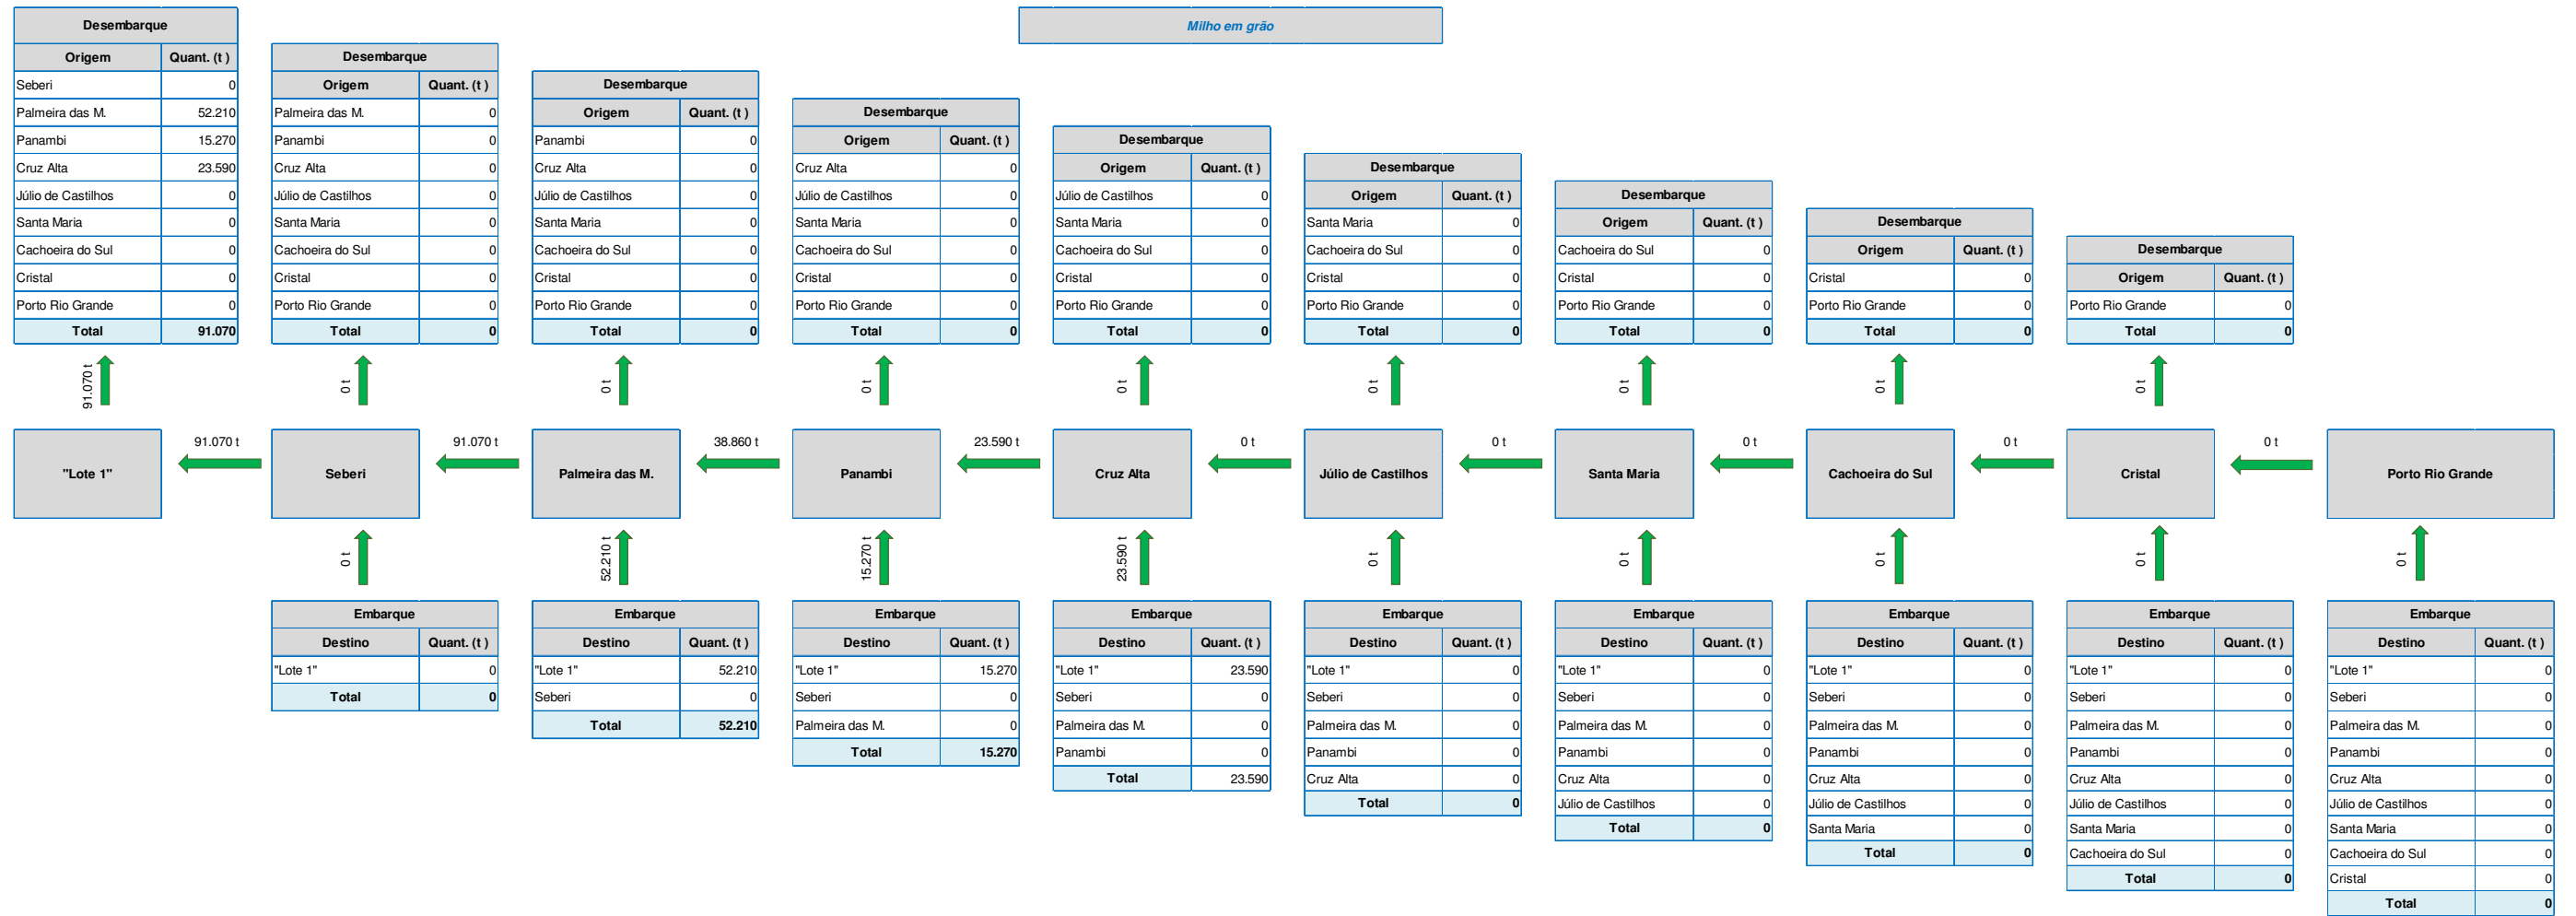 Milho em grão
Desembarque
Origem Quant. (t )
Seberi 0
Palmeira das M. 52.210
Panambi 15.270
Cruz Alta 23.590
Júlio de Castilhos 0
Santa Maria 0
Cachoeira do Sul 0
Cristal 0
Porto Rio Grande 0
Total 91.070
Desembarque
Origem Quant. (t )
Palmeira das M. 0
Panambi 0
Cruz Alta 0
Júlio de Castilhos 0
Santa Maria 0
Cachoeira do Sul 0
Cristal 0
Porto Rio Grande 0
Total 0
Desembarque
Origem Quant. (t )
Panambi 0
Cruz Alta 0
Júlio de Castilhos 0
Santa Maria 0
Cachoeira do Sul 0
Cristal 0
Porto Rio Grande 0
Total 0
Desembarque
Origem Quant. (t )
Cruz Alta 0
Júlio de Castilhos 0
Santa Maria 0
Cachoeira do Sul 0
Cristal 0
Porto Rio Grande 0
Total 0
Desembarque
Origem Quant. (t )
Júlio de Castilhos 0
Santa Maria 0
Cachoeira do Sul 0
Cristal 0
Porto Rio Grande 0
Total 0
Desembarque
Origem Quant. (t )
Santa Maria 0
Cachoeira do Sul 0
Cristal 0
Porto Rio Grande 0
Total 0
Desembarque
Origem Quant. (t )
Cachoeira do Sul 0
Cristal 0
Porto Rio Grande 0
Total 0
Desembarque
Origem Quant. (t )
Cristal 0
Porto Rio Grande 0
Total 0
Desembarque
Origem Quant. (t )
Porto Rio Grande 0
Total 0
91.070 t
0 t
0 t
0 t
0 t
0 t
0 t
0 t
0 t
"Lote 1"
91.070 t
Seberi
91.070 t
Palmeira das M.
38.860 t
Panambi
23.590 t
Cruz Alta
0 t
Júlio de Castilhos
0 t
Santa Maria
0 t
Cachoeira do Sul
0 t
Cristal
0 t
Porto Rio Grande
0 t
52.210 t
15.270 t
23.590 t
0 t
0 t
0 t
0 t
0 t
Embarque
Destino Quant. (t )
"Lote 1" 0
Total 0
Embarque
Destino Quant. (t )
"Lote 1" 52.210
Seberi 0
Total 52.210
Embarque
Destino Quant. (t )
"Lote 1" 15.270
Seberi 0
Palmeira das M. 0
Total 15.270
Embarque
Destino Quant. (t )
"Lote 1" 23.590
Seberi 0
Palmeira das M. 0
Panambi 0
Total 23.590
Embarque
Destino Quant. (t )
"Lote 1" 0
Seberi 0
Palmeira das M. 0
Panambi 0
Cruz Alta 0
Total 0
Embarque
Destino Quant. (t )
"Lote 1" 0
Seberi 0
Palmeira das M. 0
Panambi 0
Cruz Alta 0
Júlio de Castilhos 0
Total 0
Embarque
Destino Quant. (t )
"Lote 1" 0
Seberi 0
Palmeira das M. 0
Panambi 0
Cruz Alta 0
Júlio de Castilhos 0
Santa Maria 0
Total 0
Embarque
Destino Quant. (t )
"Lote 1" 0
Seberi 0
Palmeira das M. 0
Panambi 0
Cruz Alta 0
Júlio de Castilhos 0
Santa Maria 0
Cachoeira do Sul 0
Total 0
Embarque
Destino Quant. (t )
"Lote 1" 0
Seberi 0
Palmeira das M. 0
Panambi 0
Cruz Alta 0
Júlio de Castilhos 0
Santa Maria 0
Cachoeira do Sul 0
Cristal 0
Total 0